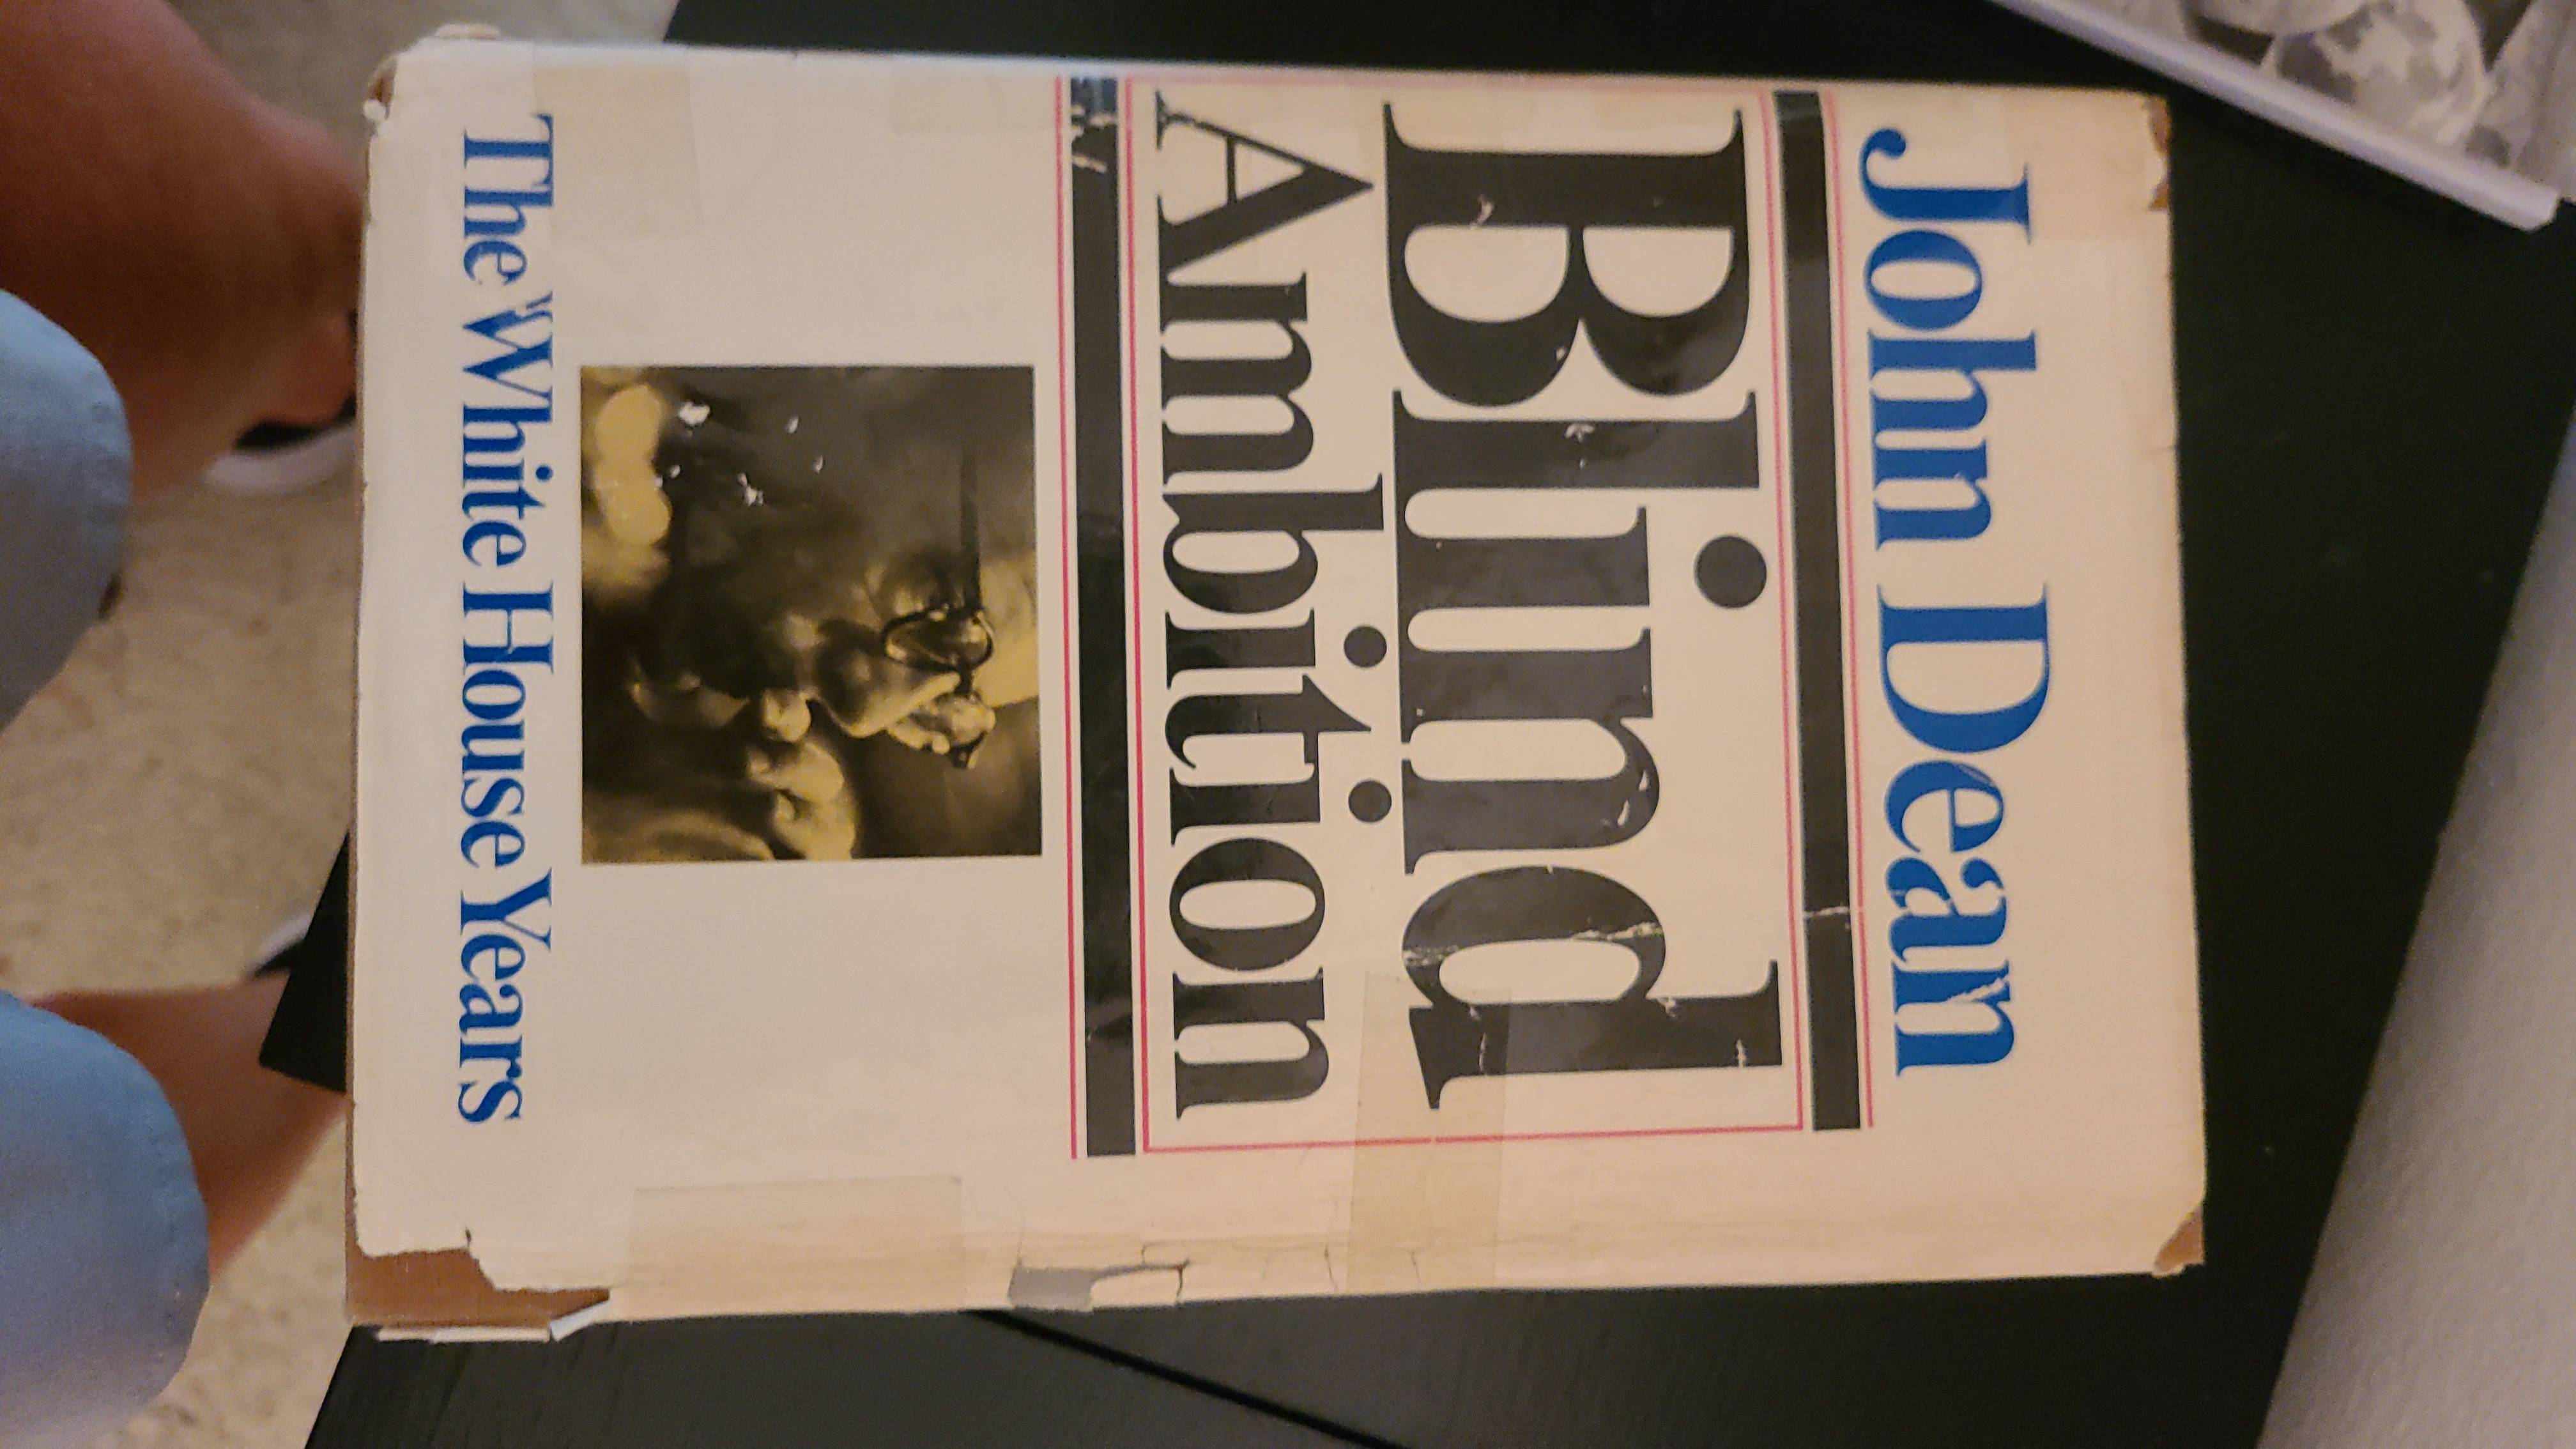 John Dean
Blind
Ambition
The White House Years